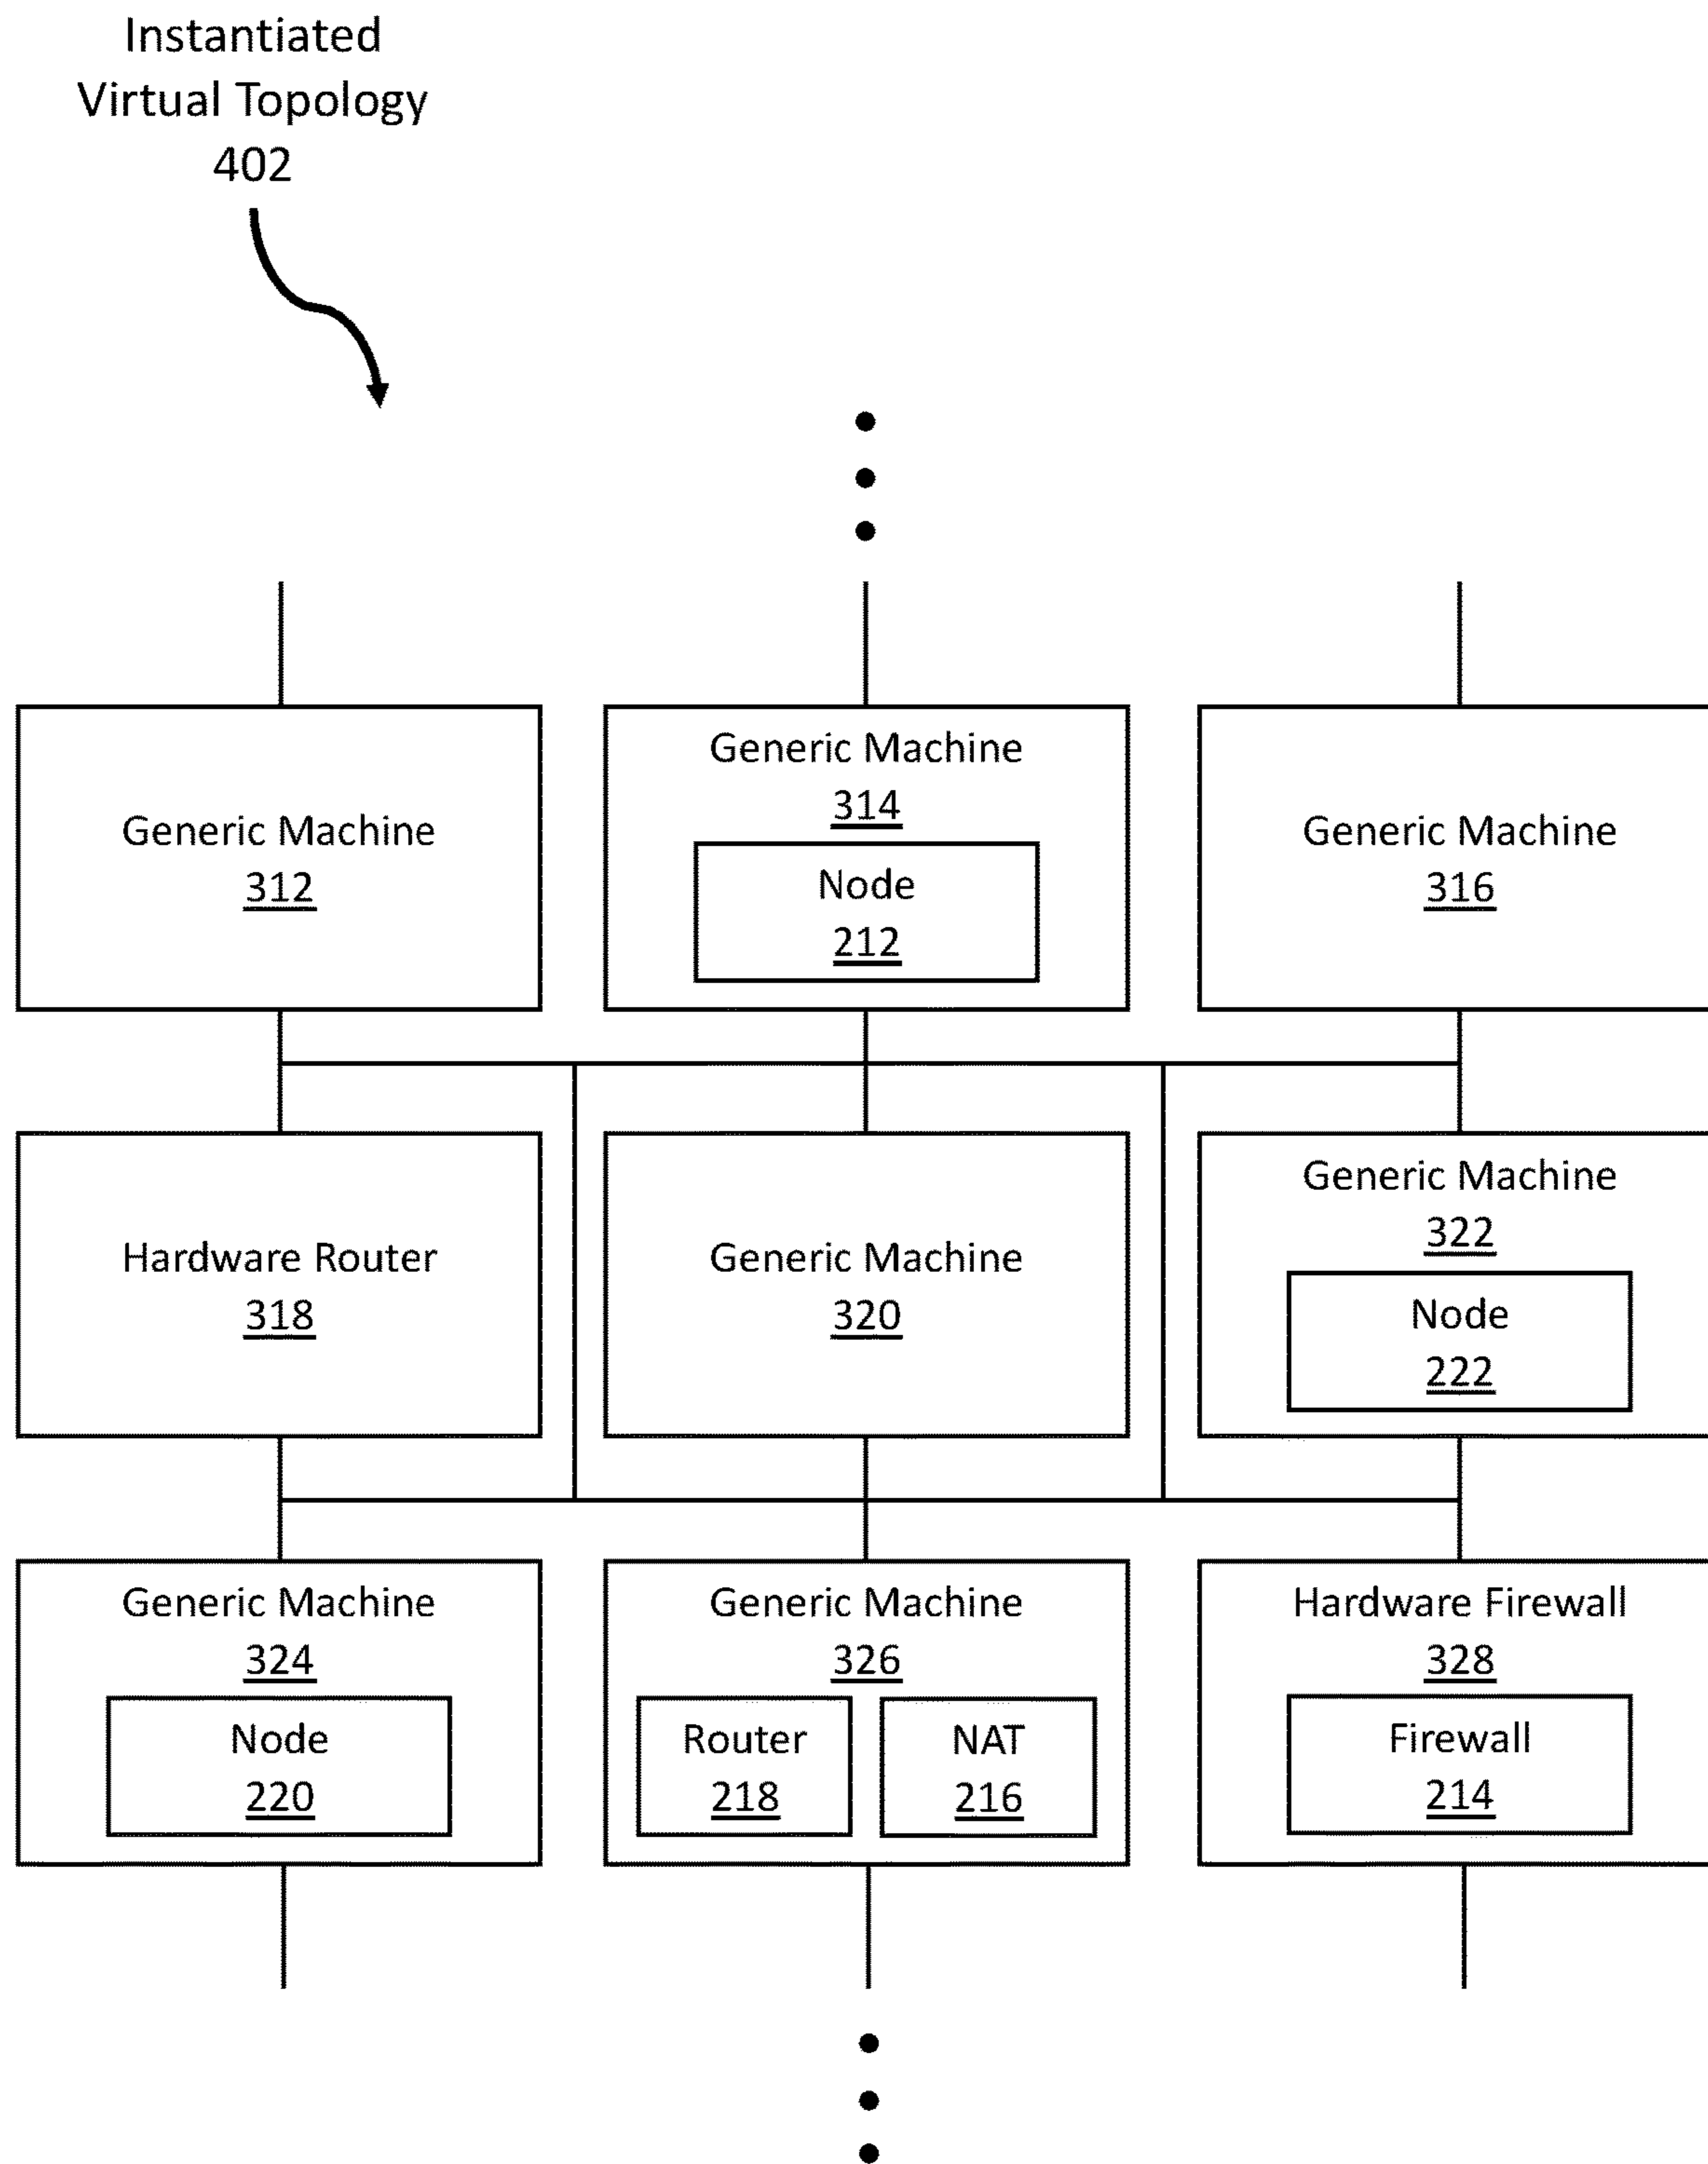 Instantiated
Virtual Topology
402
Generic Machine
312
Generic Machine
314
Node
212
Generic Machine
316
Hardware Router
318
Generic Machine
320
Generic Machine
322
Node
222
Generic Machine
324
Node
220
Generic Machine
326
Router
218
NAT
216
Hardware Firewall
328
Firewall
214